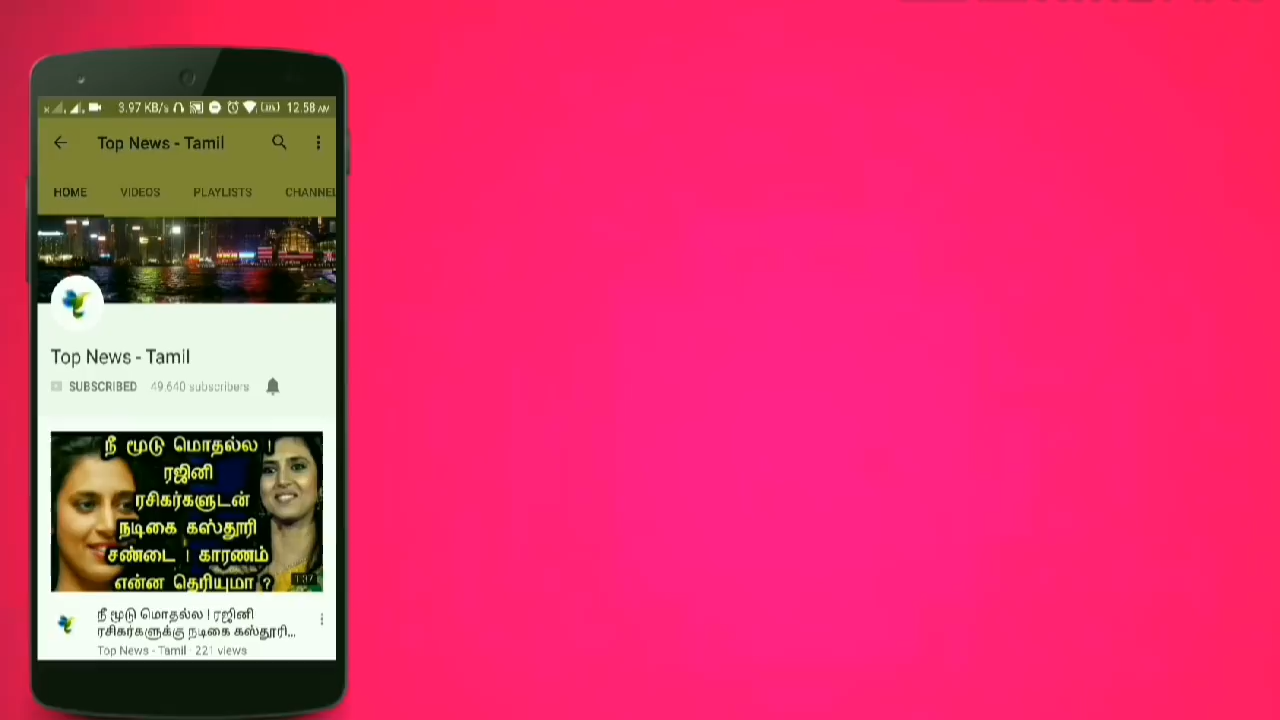 3.97 KB/s 12.58 AM
Top News - Tamil
HOME VIDEOS PLAYLISTS CHANNEL
Top News - Tamil
SUBSCRIBED 49,640 subscribers
நீ மூடு மொதல்ல !
ரஜினி
ரசிகர்களுடன்
நடிகை கஸ்தூரி
சண்டை ! காரணம்
என்ன தெரியுமா ?
நீ மூடு மொதல்ல ! ரஜினி
ரசிகர்களுக்கு நடிகை கஸ்தூரி...
Top News - Tamil · 221 views